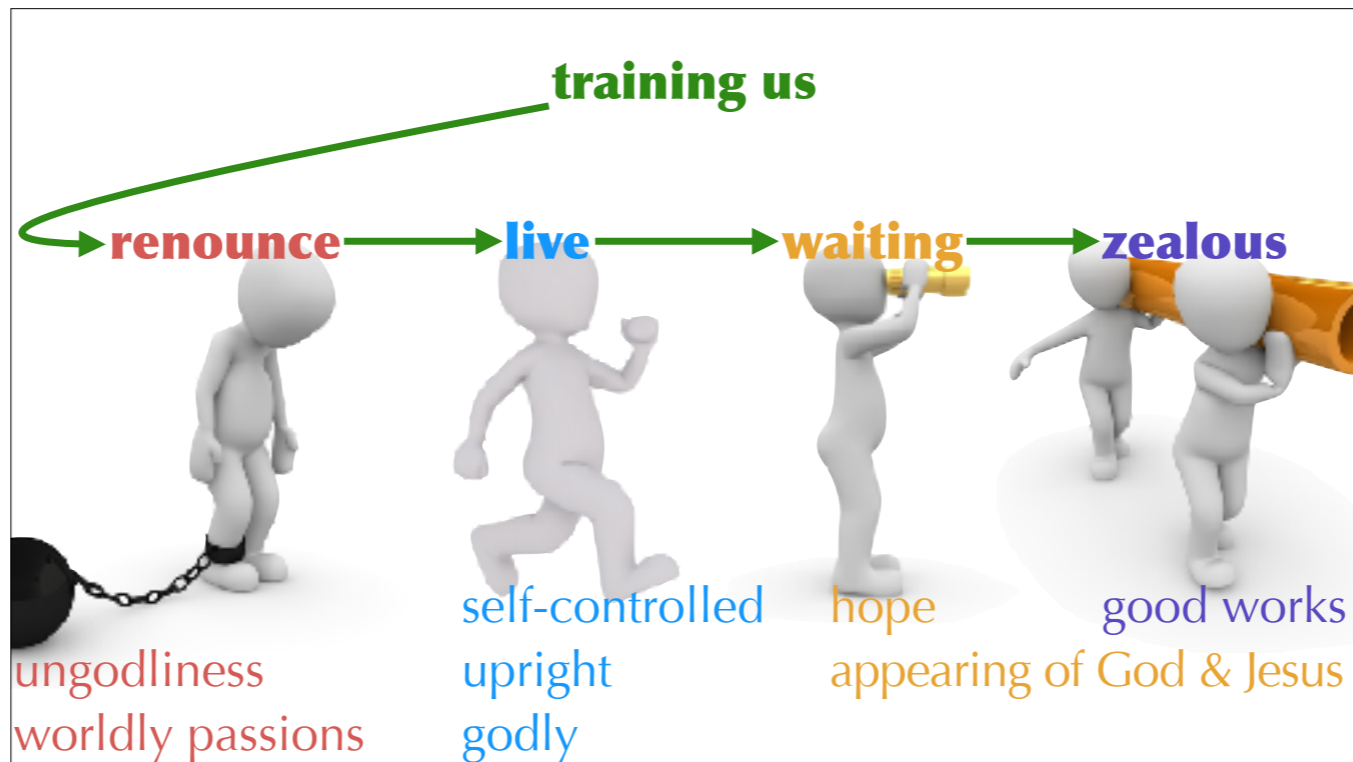 training us
renounce live waiting zealous
self-controlled hope good works
ungodliness upright appearing of God & Jesus
worldly passions godly